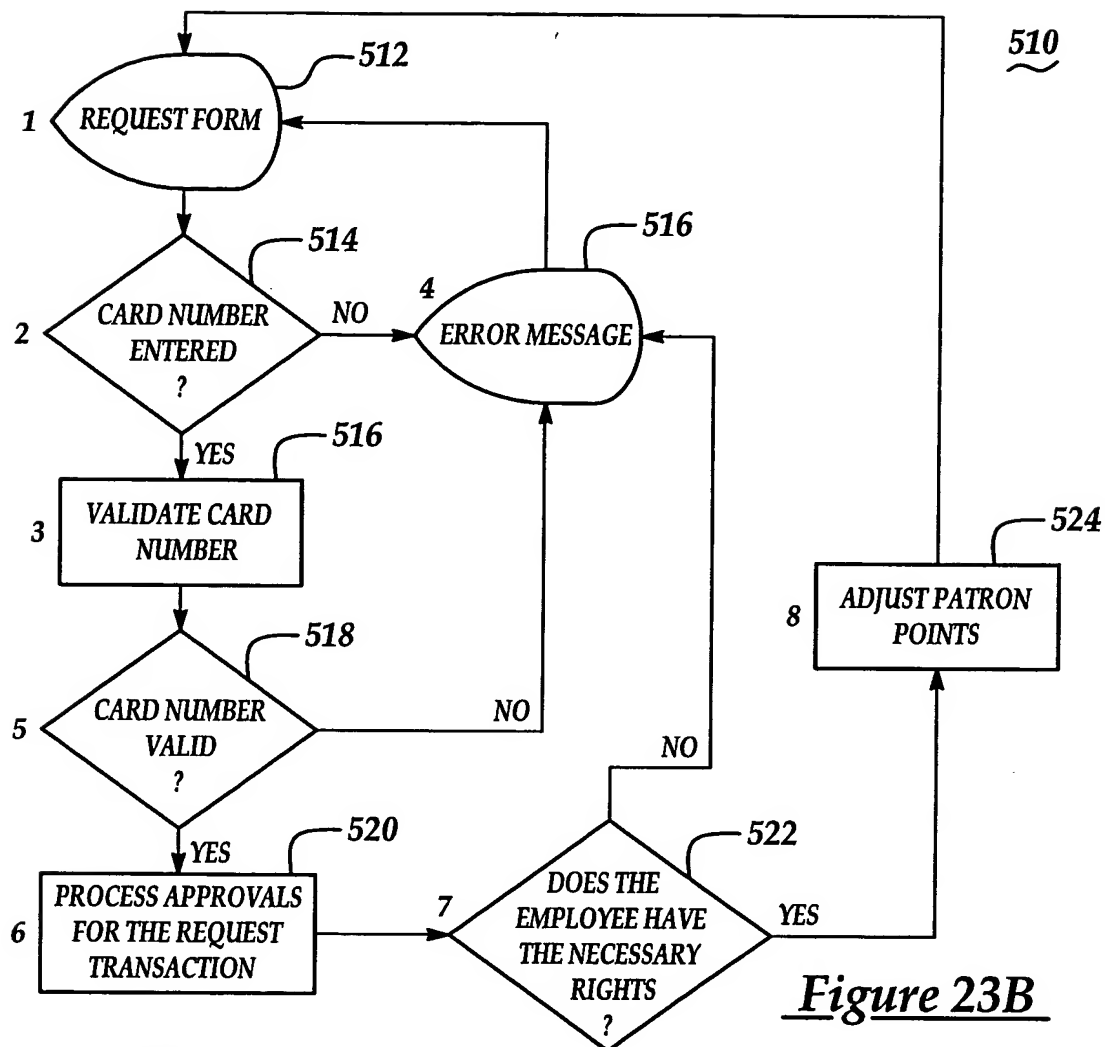 510
512
1
REQUEST FORM
514
2
CARD NUMBER
ENTERED
?
NO
516
4
ERROR MESSAGE
YES
516
3
VALIDATE CARD
NUMBER
518
5
CARD NUMBER
VALID
?
NO
YES
520
6
PROCESS APPROVALS
FOR THE REQUEST
TRANSACTION
522
7
DOES THE
EMPLOYEE HAVE
THE NECESSARY
RIGHTS
?
NO
YES
524
8
ADJUST PATRON
POINTS
Figure 23B